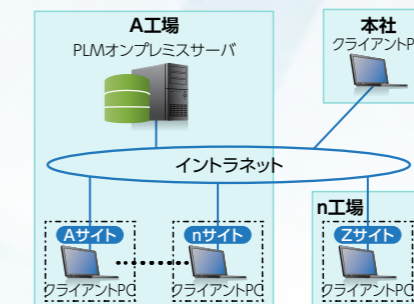 A工場
PLMオンプレミスサーバ
本社
クライアントP
イントラネット
n工場
Aサイト
nサイト
Zサイト
クライアントPC
クライアントPC
クライアントPC